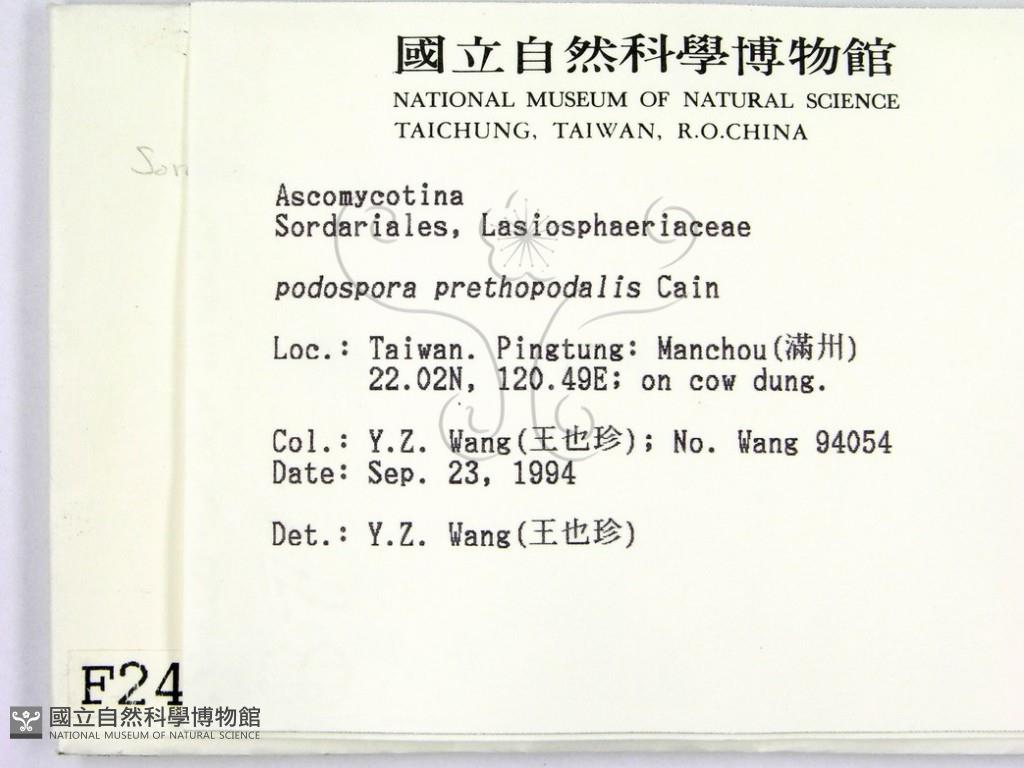 國立自然科學博物館
NATIONAL MUSEUM OF NATURAL SCIENCE
TAICHUNG, TAIWAN, R.O.CHINA
Ascomycotina
Sordariales, Lasiosphaeriaceae
podospora prethopodalis Cain
Loc.: Taiwan. Pingtung: Manchou(滿州)
22.02N, 120.49E; on cow dung.
Col.: Y.Z. Wang(王也珍); No. Wang 94054
Date: Sep. 23, 1994
Det.: Y.Z. Wang(王也珍)
F24
國立自然科學博物館
NATIONAL MUSEUM OF NATURAL SCIENCE